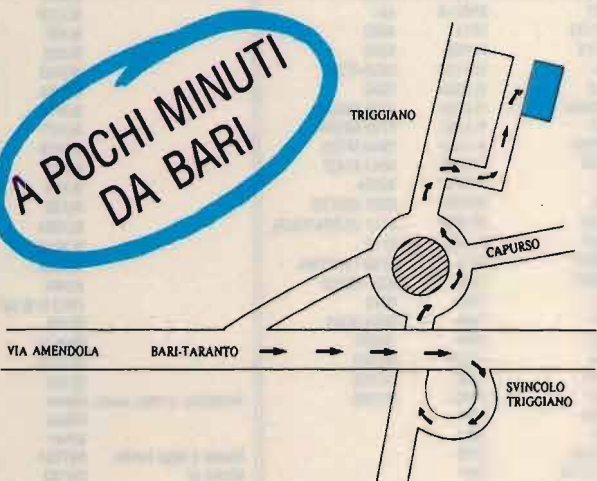 A POCHI MINUTI
DA BARI
TRIGGIANO
CAPURSO
VIA AMENDOLA
BARI-TARANTO
SVINCOLO
TRIGGIANO